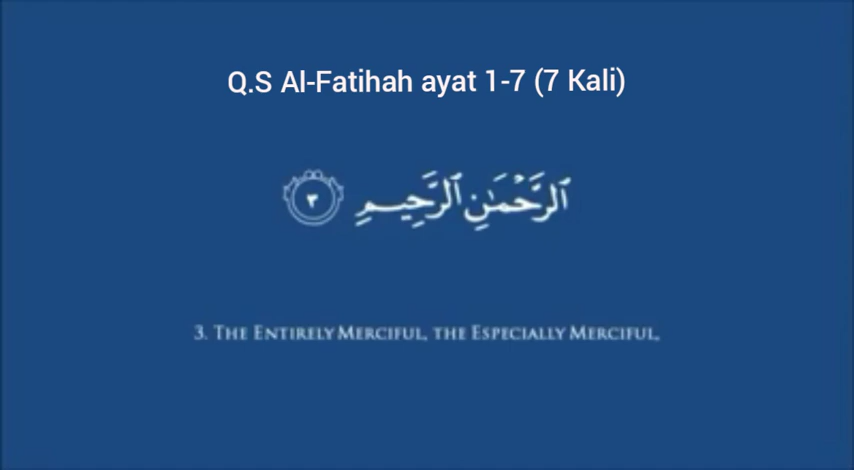 Q.S Al-Fatihah ayat 1-7 (7 Kali)
ٱلرَّحْمَـٰنِ ٱلرَّحِيمِ ٣
3. The Entirely Merciful, the Especially Merciful,